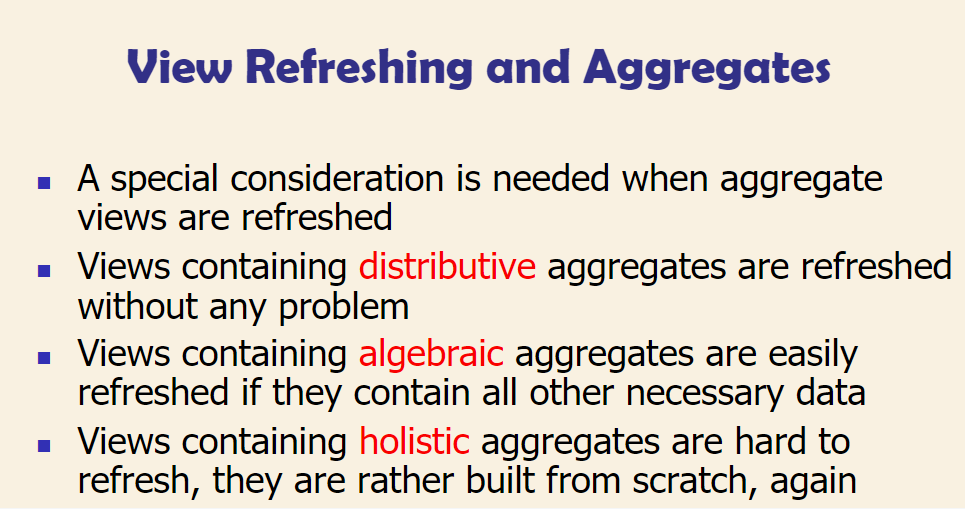 View Refreshing and Aggregates
A special consideration is needed when aggregate
views are refreshed
Views containing distributive aggregates are refreshed
without any problem
Views containing algebraic aggregates are easily
refreshed if they contain all other necessary data
Views containing holistic aggregates are hard to
refresh, they are rather built from scratch, again